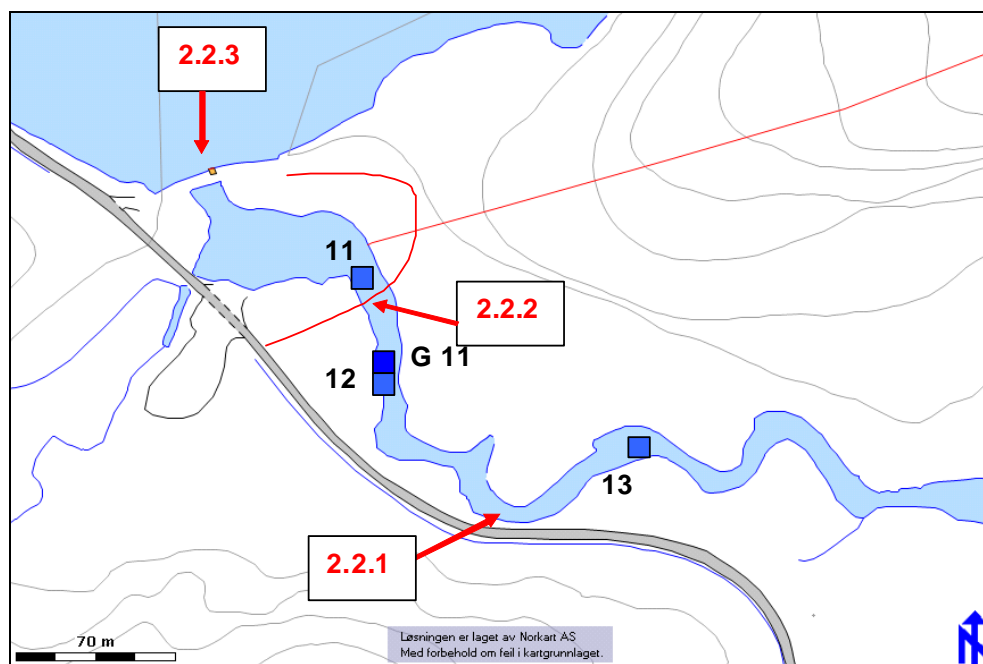 2.2.3
11
2.2.2
G 11
12
13
2.2.1
70 m
Løsningen er laget av Norkart AS
Med forbehold om feil i kartgrunnlaget.
N